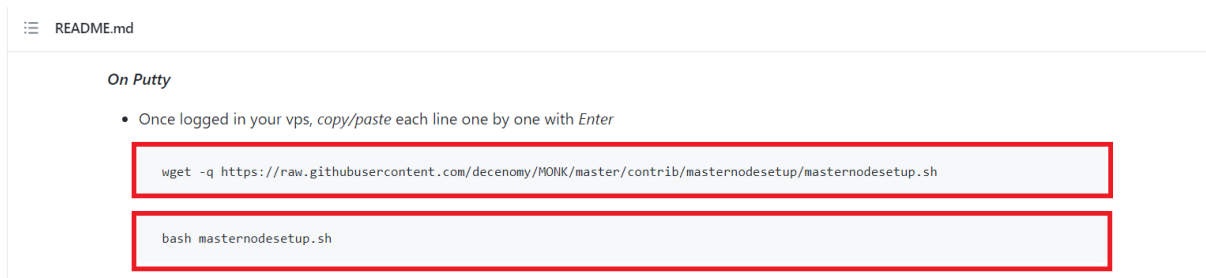 README.md
On Putty
• Once logged in your vps, copy/paste each line one by one with Enter
wget -q https://raw.githubusercontent.com/decenomy/MONK/master/contrib/masternodesetup/masternodesetup.sh
bash masternodesetup.sh